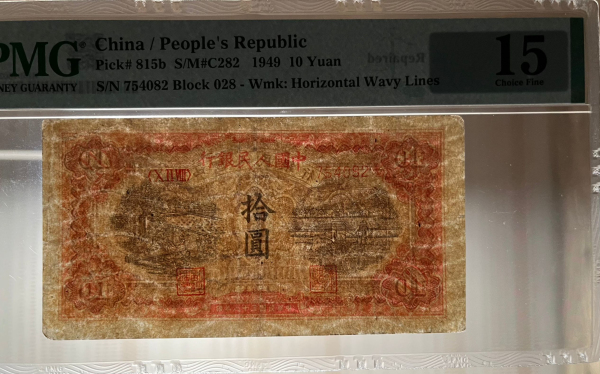 PMG
NEY GUARANTY
China / People's Republic
Pick# 815b S/M#C282 1949 10 Yuan
S/N 754082 Block 028 - Wmk: Horizontal Wavy Lines
Repaired
15
Choice Fine
行銀民人國中
拾
圓